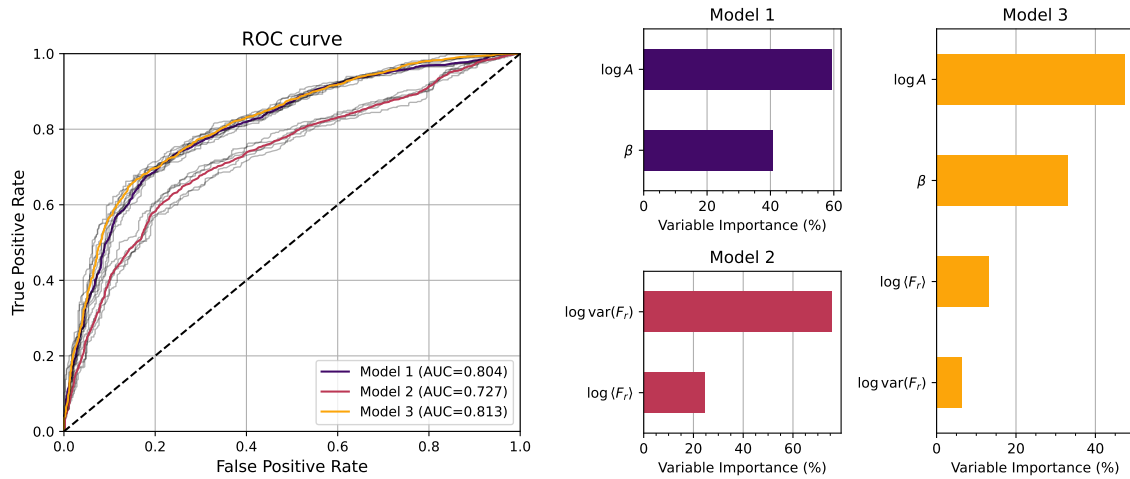 ROC curve
True Positive Rate
1.0
0.8
0.6
0.4
0.2
0.0
0.0 0.2 0.4 0.6 0.8 1.0
False Positive Rate
Model 1 (AUC=0.804)
Model 2 (AUC=0.727)
Model 3 (AUC=0.813)
Model 1
log A
β
0 20 40 60
Variable Importance (%)
Model 2
log var(F_r)
log ⟨F_r⟩
0 20 40 60
Variable Importance (%)
Model 3
log A
β
log ⟨F_r⟩
log var(F_r)
0 20 40
Variable Importance (%)